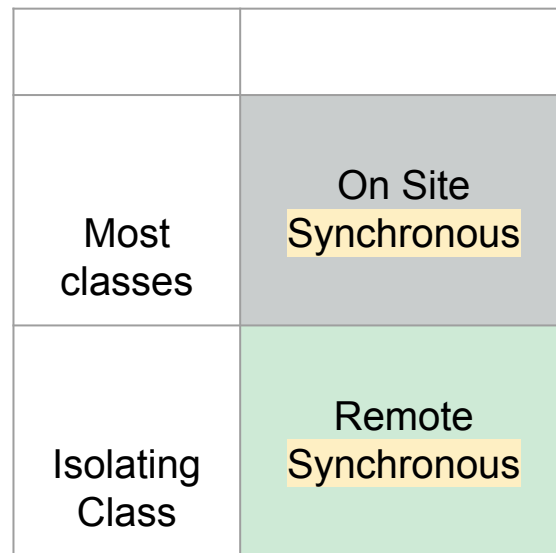 Most
classes
On Site
Synchronous
Isolating
Class
Remote
Synchronous